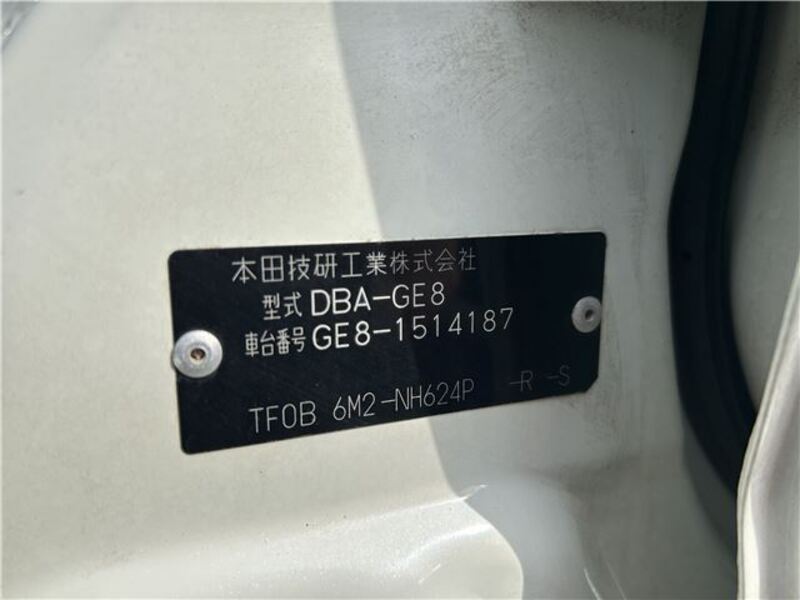 本田技研工業株式会社
型式 DBA-GE8
車台番号 GE8-1514187
TF0B 6M2-NH624P -R -S